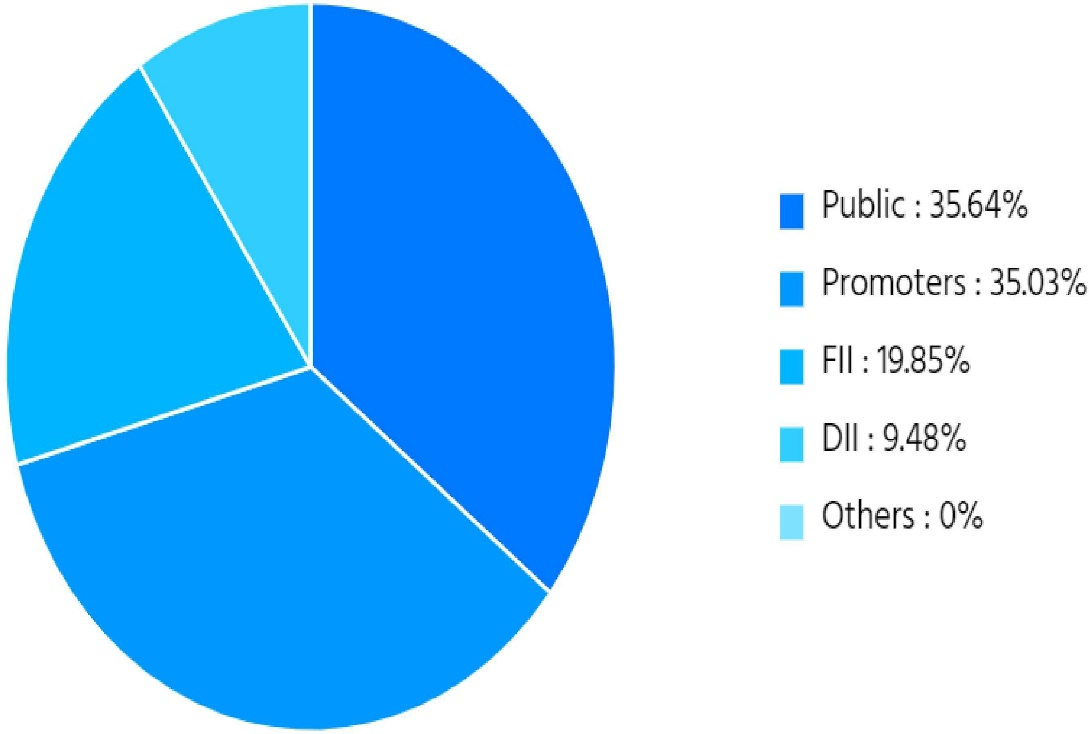 Public : 35.64%
Promoters : 35.03%
FII : 19.85%
DII : 9.48%
Others : 0%